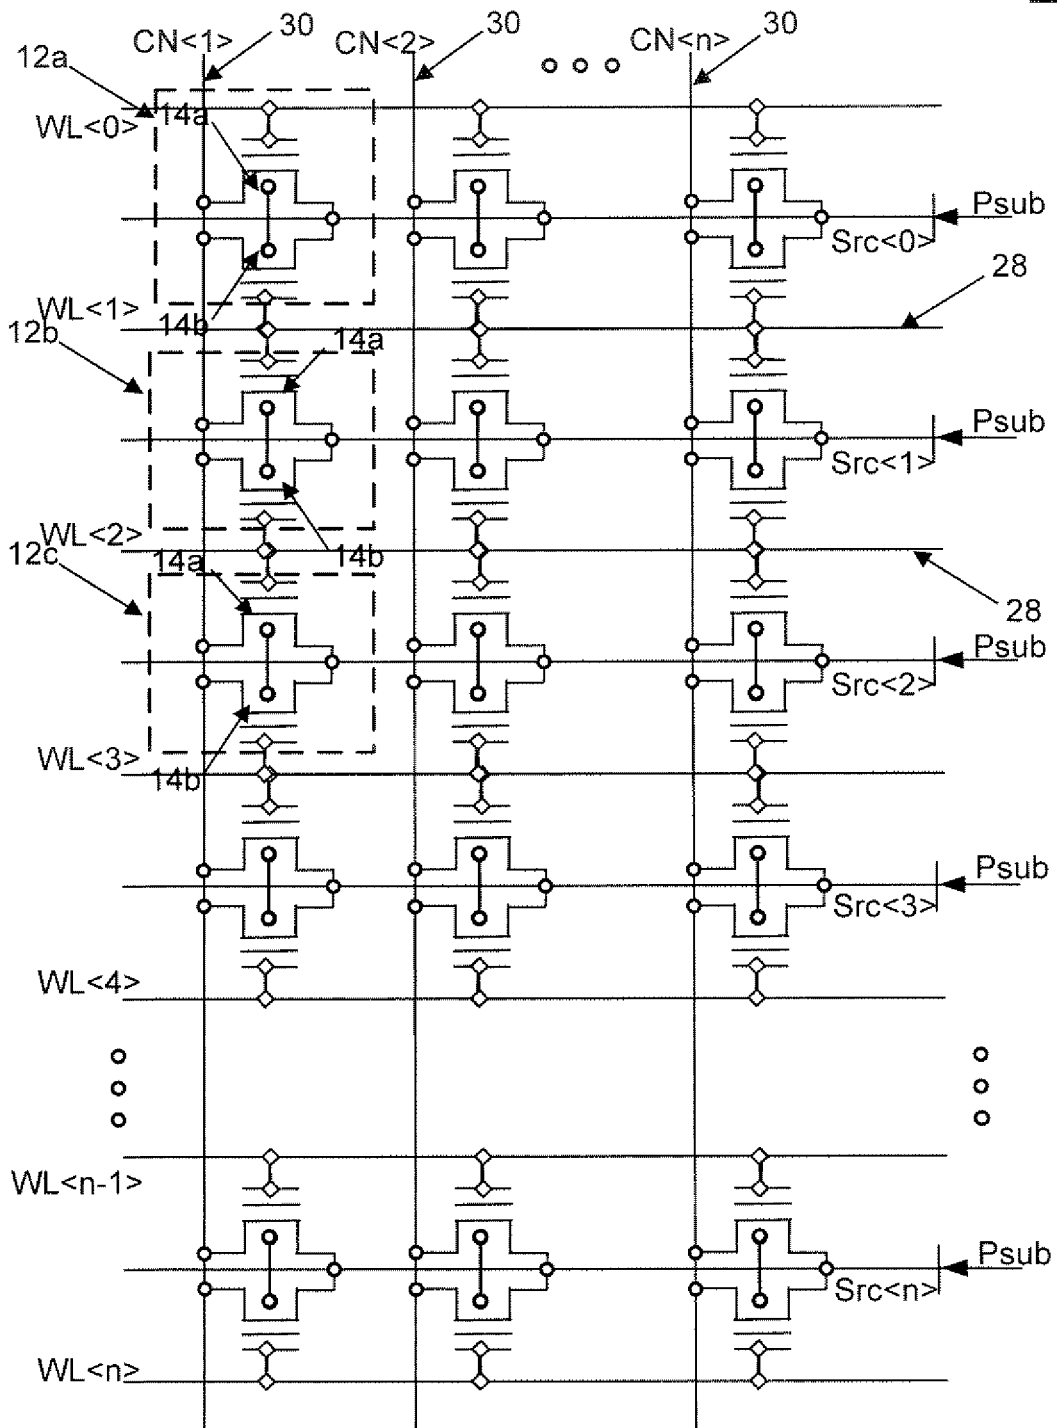 CN<1> 30 CN<2> 30 CN<n> 30
12a
WL<0> 14a
Psub
Src<0>
28
WL<1>
14b 14a
12b
Psub
Src<1>
WL<2>
14a 14b
12c
28
Psub
Src<2>
WL<3>
14b
Psub
Src<3>
WL<4>
WL<n-1>
Psub
Src<n>
WL<n>